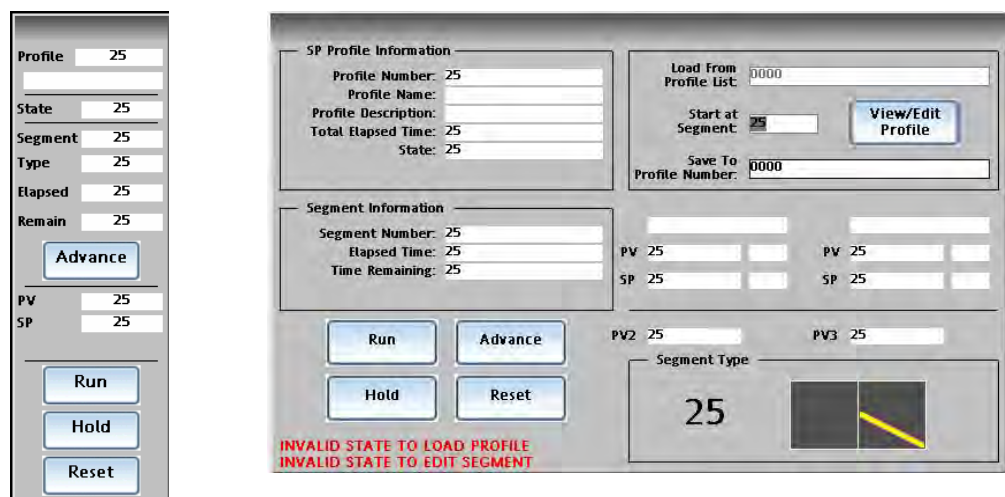 Profile 25
State 25
Segment 25
Type 25
Elapsed 25
Remain 25
Advance
PV 25
SP 25
Run
Hold
Reset
SP Profile Information
Profile Number: 25
Profile Name:
Profile Description:
Total Elapsed Time: 25
State: 25
Load From
Profile List: 0000
Start at
Segment: 25
View/Edit
Profile
Save To
Profile Number: 0000
Segment Information
Segment Number: 25
Elapsed Time: 25
Time Remaining: 25
PV 25 PV 25
SP 25 SP 25
Run Advance
Hold Reset
PV2 25 PV3 25
Segment Type
25
INVALID STATE TO LOAD PROFILE
INVALID STATE TO EDIT SEGMENT